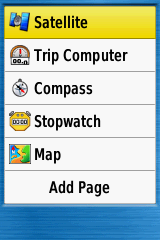 Satellite
Trip Computer
Compass
Stopwatch
Map
Add Page